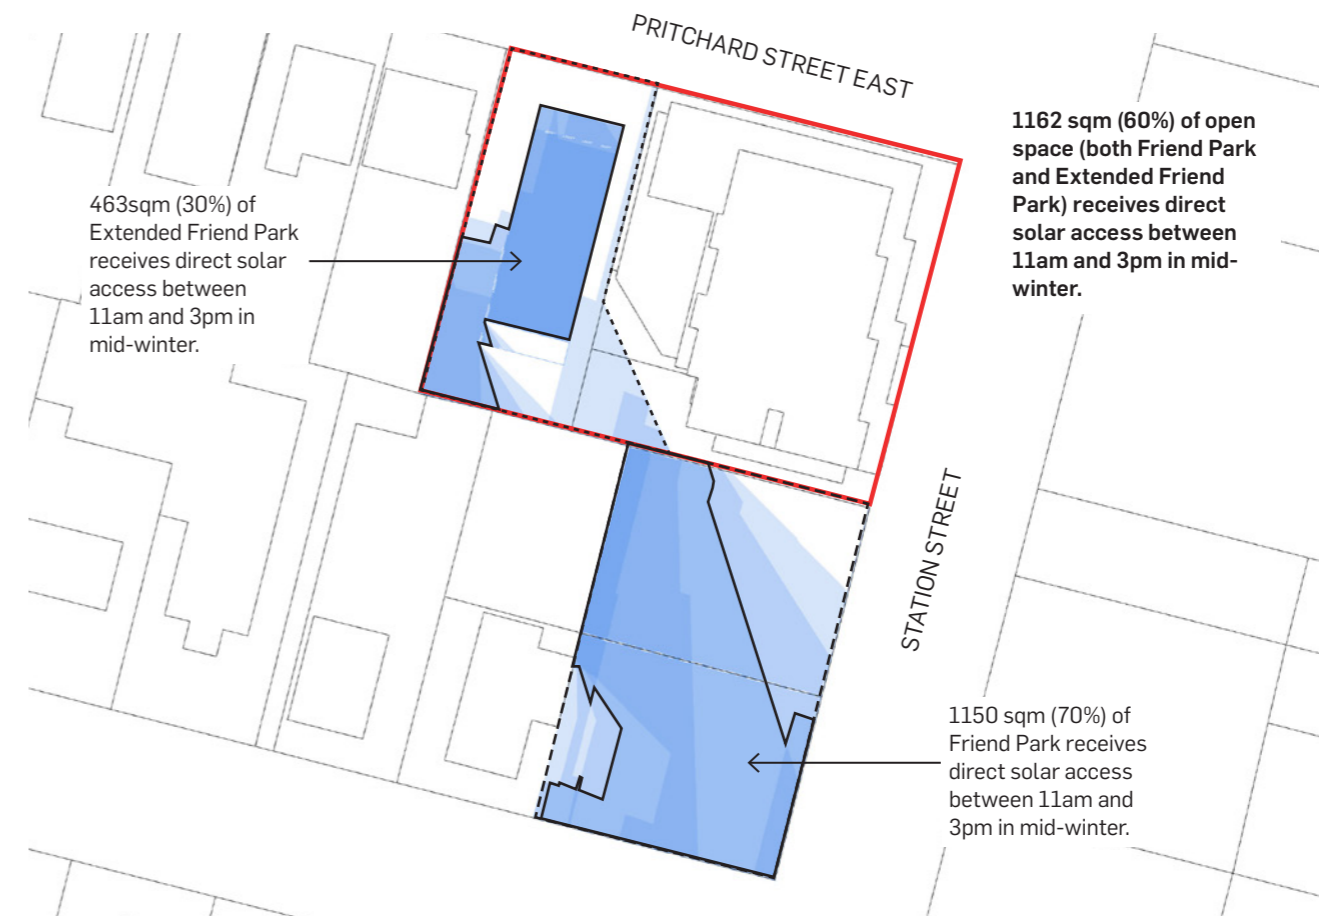 PRITCHARD STREET EAST
1162 sqm (60%) of open
space (both Friend Park
and Extended Friend
Park) receives direct
solar access between
11am and 3pm in mid-
winter.
463sqm (30%) of
Extended Friend Park
receives direct solar
access between
11am and 3pm in
mid-winter.
STATION STREET
1150 sqm (70%) of
Friend Park receives
direct solar access
between 11am and
3pm in mid-winter.